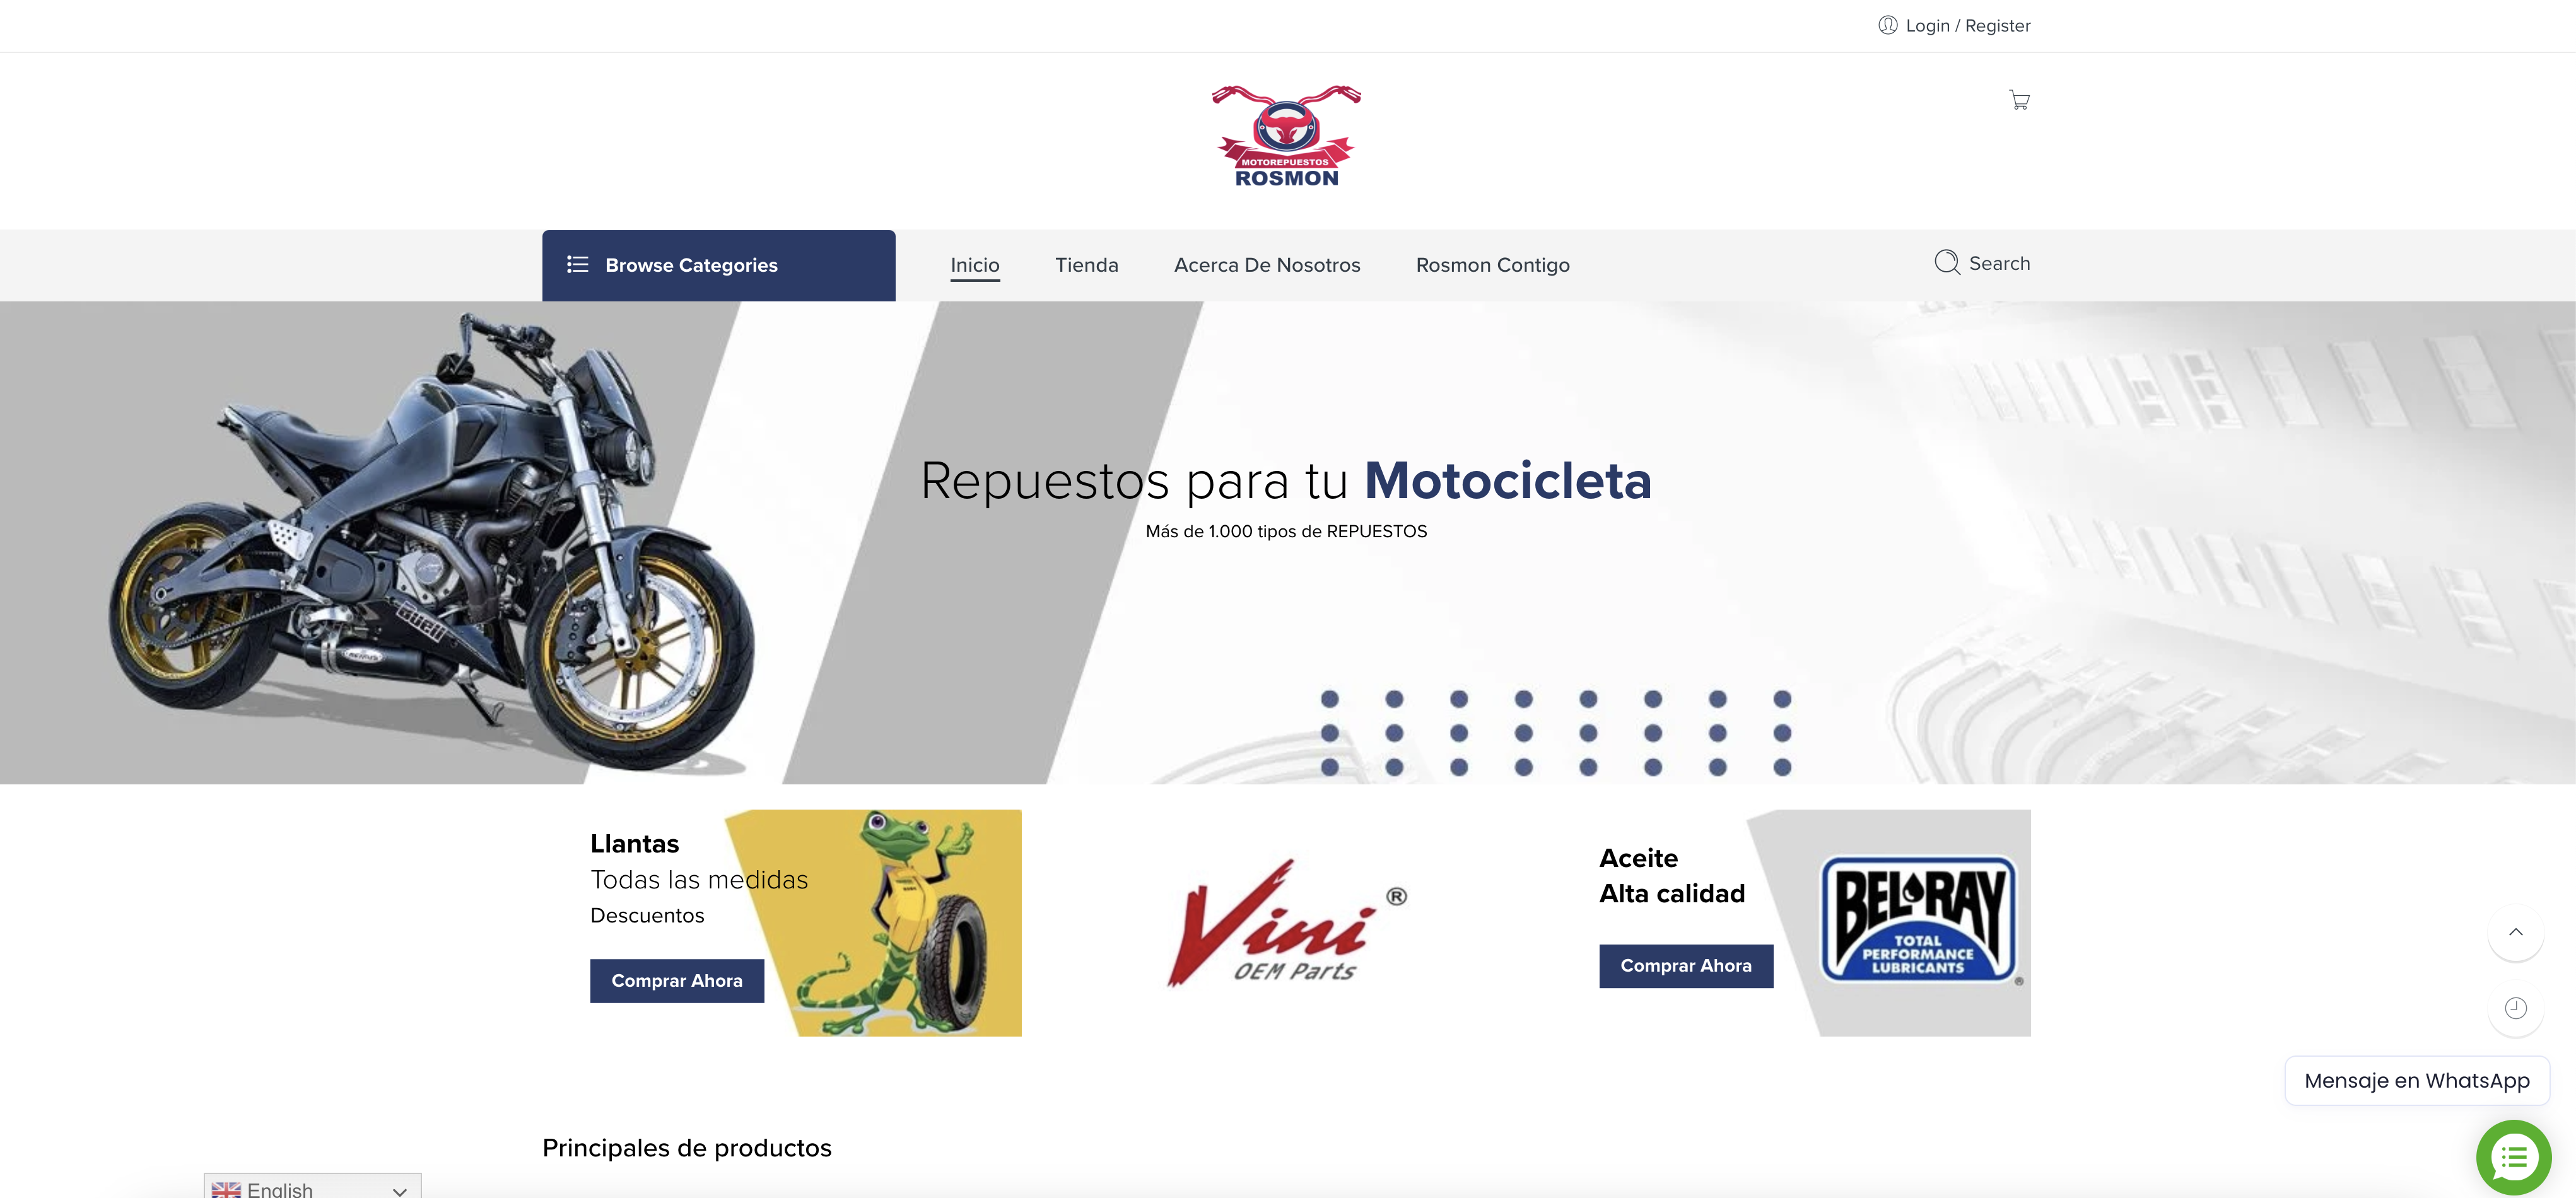 Login / Register
MOTOREPUESTOS
ROSMON
Browse Categories
Inicio
Tienda
Acerca De Nosotros
Rosmon Contigo
Search
Repuestos para tu Motocicleta
Más de 1.000 tipos de REPUESTOS
Buell
Llantas
Todas las medidas
Descuentos
Comprar Ahora
Vini ®
OEM Parts
Aceite
Alta calidad
Comprar Ahora
BEL-RAY
TOTAL
PERFORMANCE
LUBRICANTS
®
Mensaje en WhatsApp
Principales de productos
English